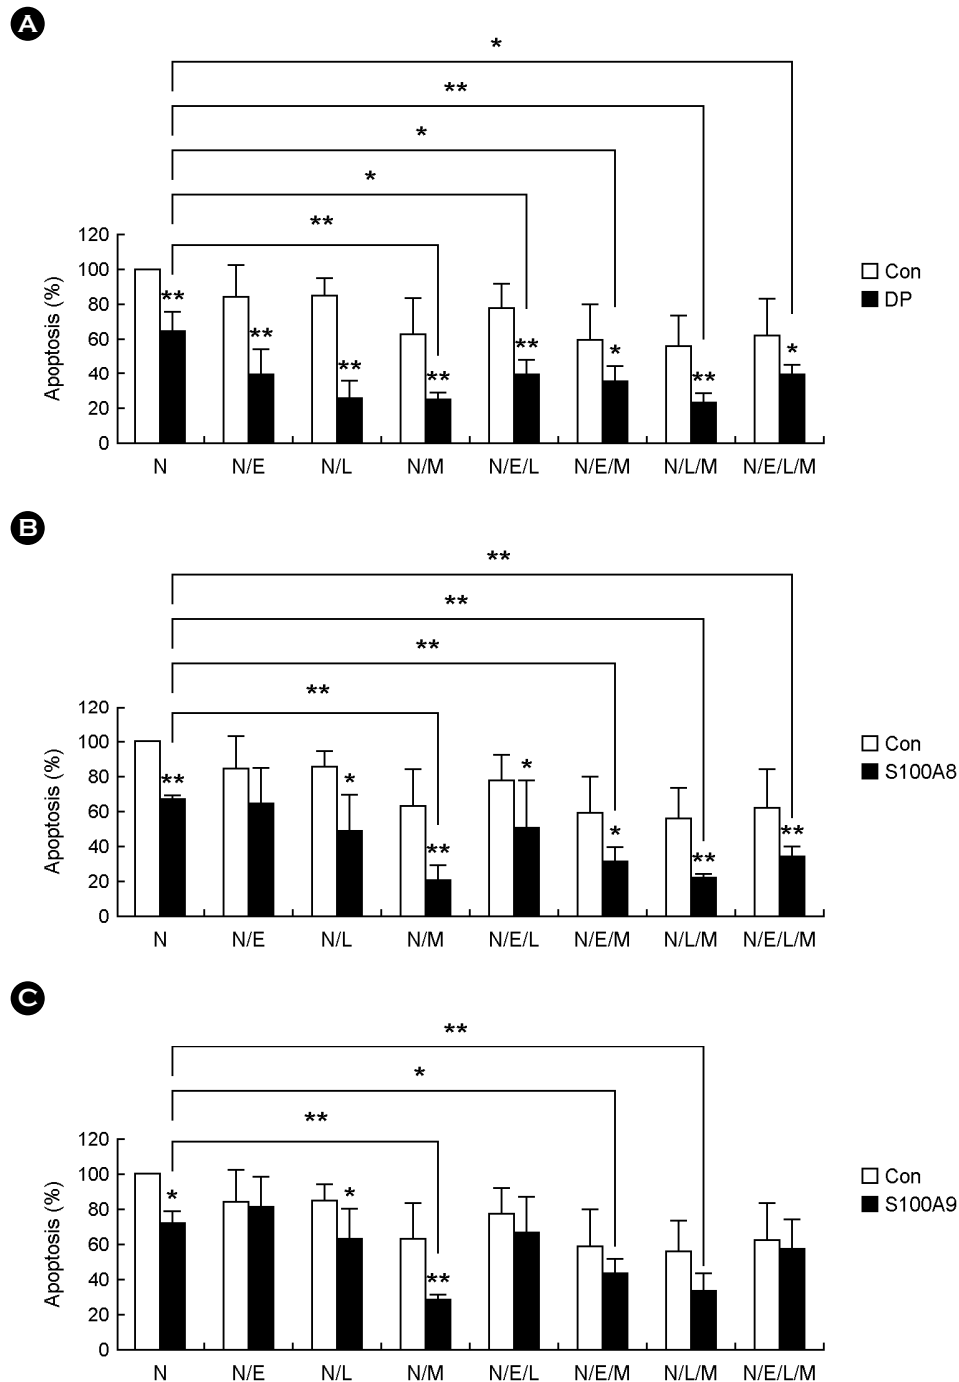 A
*
**
*
*
**
Apoptosis (%)
120
100
80
60
40
20
0
** ** ** ** ** * ** *
N N/E N/L N/M N/E/L N/E/M N/L/M N/E/L/M
Con
DP
B
**
**
**
**
Apoptosis (%)
120
100
80
60
40
20
0
** * ** * * ** **
N N/E N/L N/M N/E/L N/E/M N/L/M N/E/L/M
Con
S100A8
C
**
*
**
Apoptosis (%)
120
100
80
60
40
20
0
* * **
N N/E N/L N/M N/E/L N/E/M N/L/M N/E/L/M
Con
S100A9